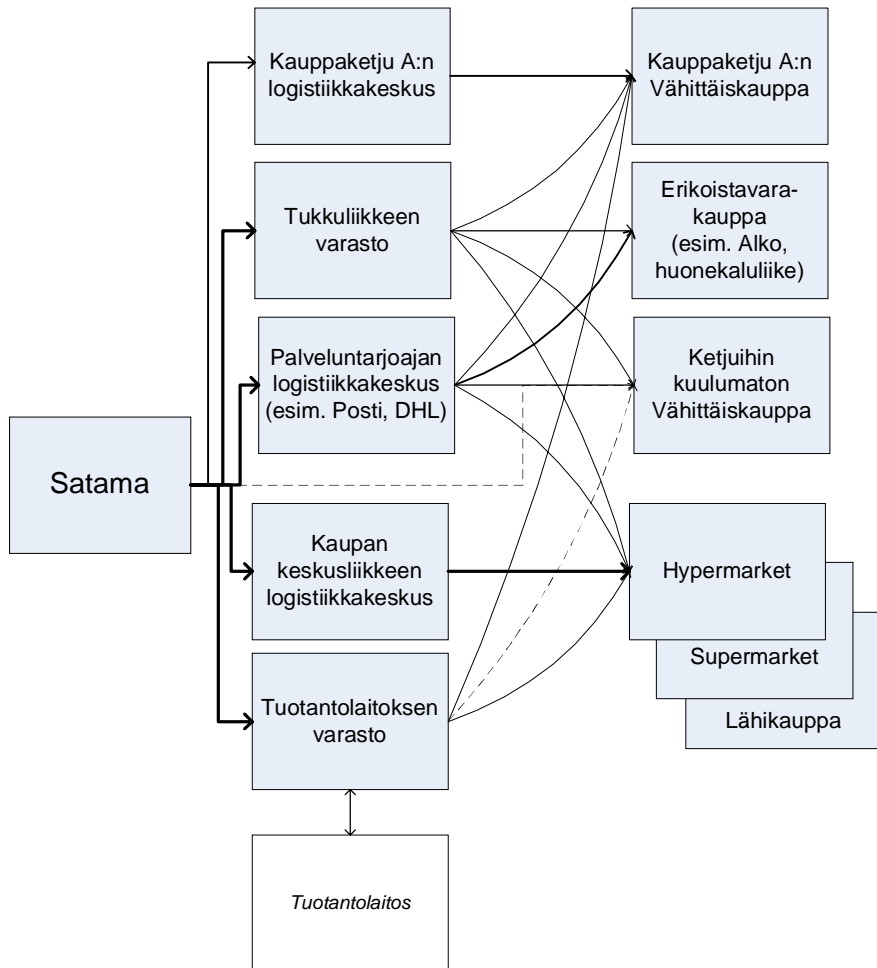 Kauppaketju A:n
logistiikkakeskus
Kauppaketju A:n
Vähittäiskauppa
Tukkuliikkeen
varasto
Erikoistavara-
kauppa
(esim. Alko,
huonekaluliike)
Palveluntarjoajan
logistiikkakeskus
(esim. Posti, DHL)
Ketjuihin
kuulumaton
Vähittäiskauppa
Satama
Kaupan
keskusliikkeen
logistiikkakeskus
Hypermarket
Supermarket
Lähikauppa
Tuotantolaitoksen
varasto
Tuotantolaitos